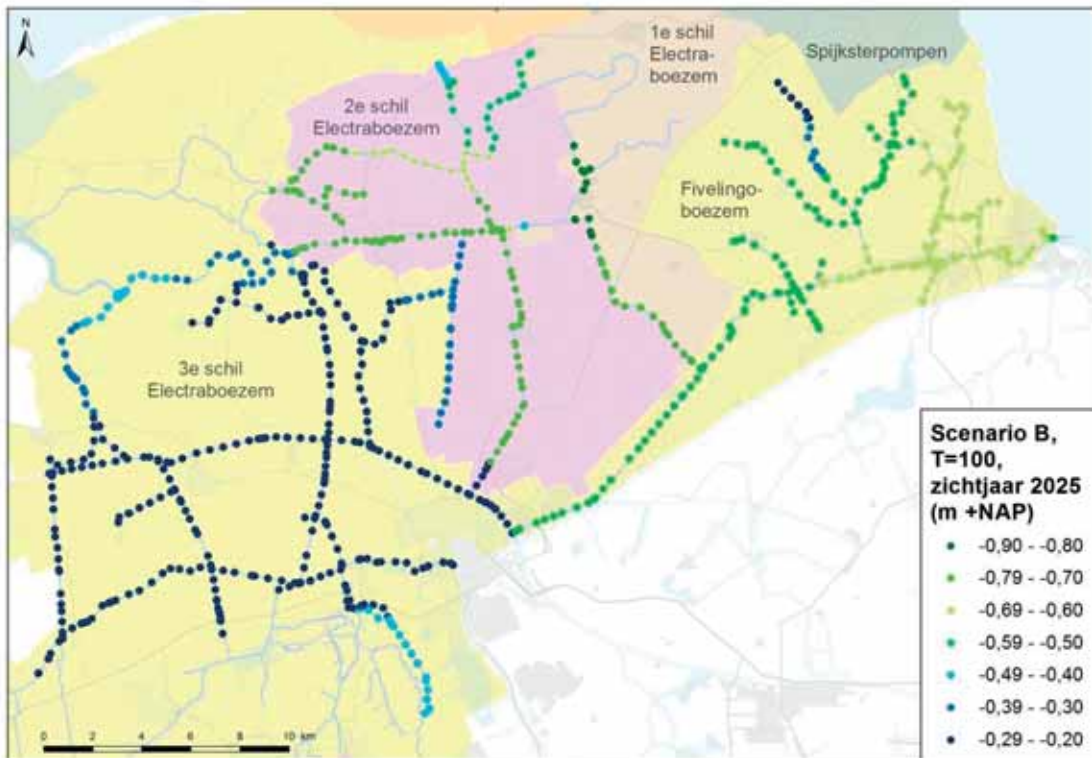 N
1e schil
Electra-
boezem
Spijksterpompen
2e schil
Electraboezem
Fivelingo-
boezem
3e schil
Electraboezem
Scenario B,
T=100,
zichtjaar 2025
(m +NAP)
-0,90 - -0,80
-0,79 - -0,70
-0,69 - -0,60
-0,59 - -0,50
-0,49 - -0,40
-0,39 - -0,30
-0,29 - -0,20
0 2 4 6 8 10 km